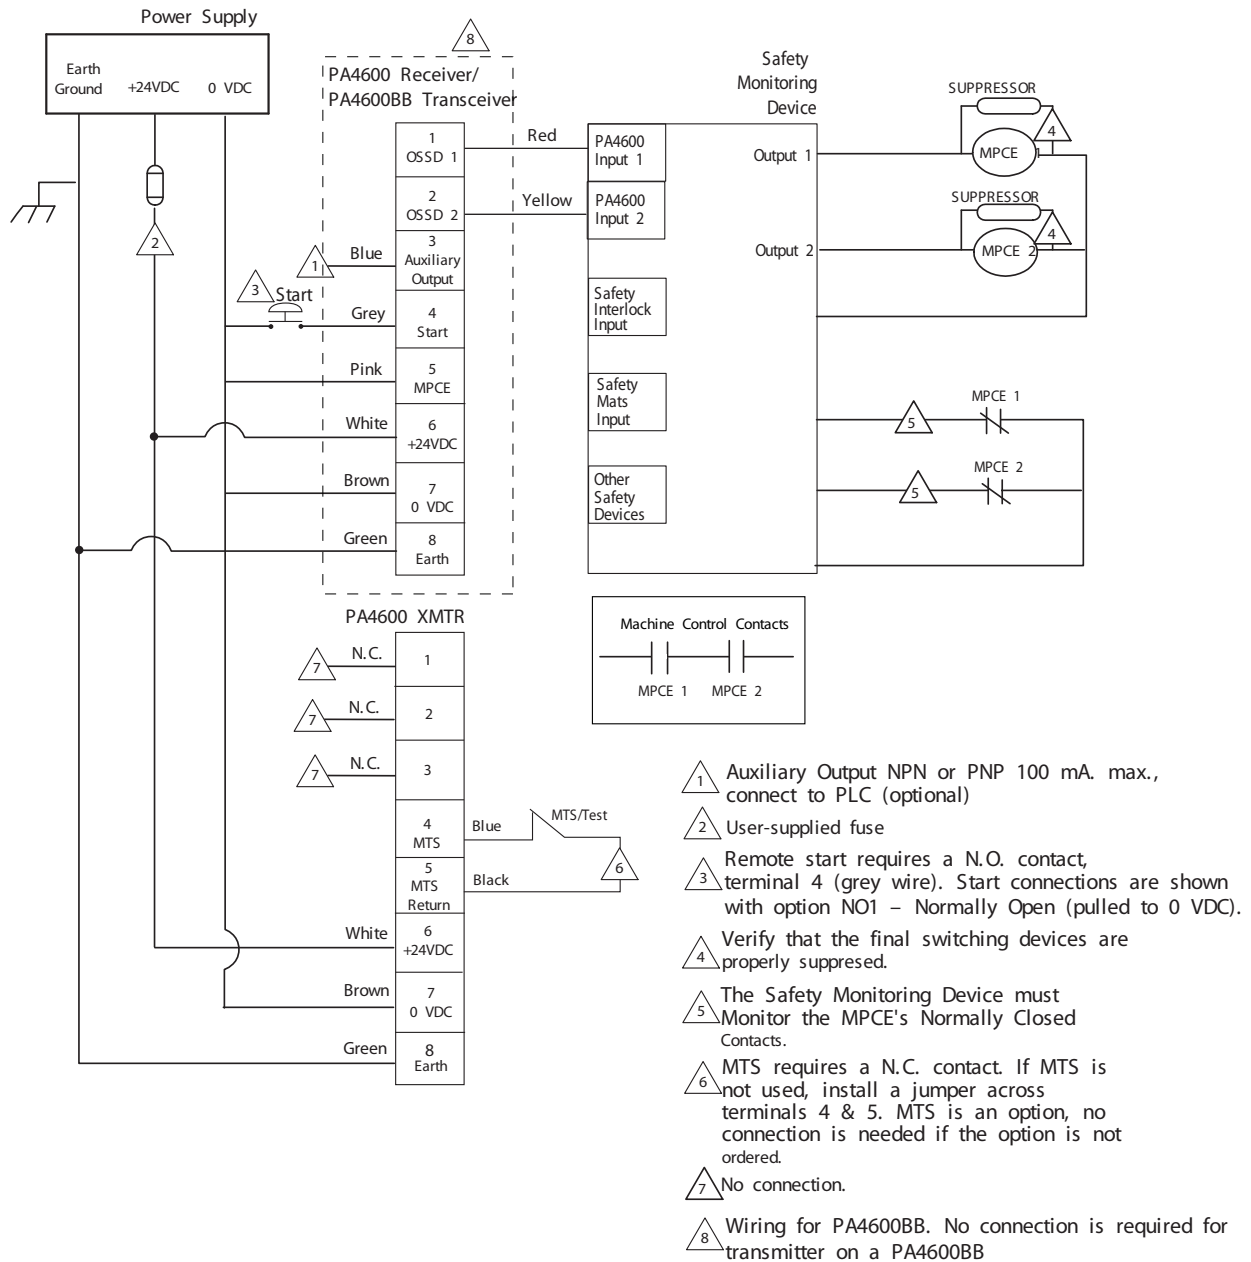 Power Supply
Earth
Ground
+24VDC
0 VDC
8
PA4600 Receiver/
PA4600BB Transceiver
1
OSSD 1
Red
2
OSSD 2
Yellow
3
Auxiliary
Output
Blue
1
2
3
Start
4
Start
Grey
5
MPCE
Pink
6
+24VDC
White
7
0 VDC
Brown
8
Earth
Green
Safety
Monitoring
Device
PA4600
Input 1
PA4600
Input 2
Safety
Interlock
Input
Safety
Mats
Input
Other
Safety
Devices
Output 1
Output 2
SUPPRESSOR
4
MPCE 1
SUPPRESSOR
4
MPCE 2
5
MPCE 1
5
MPCE 2
Machine Control Contacts
MPCE 1
MPCE 2
PA4600 XMTR
7
N.C.
1
7
N.C.
2
7
N.C.
3
4
MTS
Blue
MTS/Test
5
MTS
Return
Black
6
White
6
+24VDC
Brown
7
0 VDC
Green
8
Earth
1 Auxiliary Output NPN or PNP 100 mA. max.,
connect to PLC (optional)
2 User-supplied fuse
Remote start requires a N.O. contact,
3 terminal 4 (grey wire). Start connections are shown
with option NO1 – Normally Open (pulled to 0 VDC).
Verify that the final switching devices are
4 properly suppresed.
The Safety Monitoring Device must
5 Monitor the MPCE's Normally Closed
Contacts.
MTS requires a N.C. contact. If MTS is
6 not used, install a jumper across
terminals 4 & 5. MTS is an option, no
connection is needed if the option is not
ordered.
7 No connection.
Wiring for PA4600BB. No connection is required for
8 transmitter on a PA4600BB